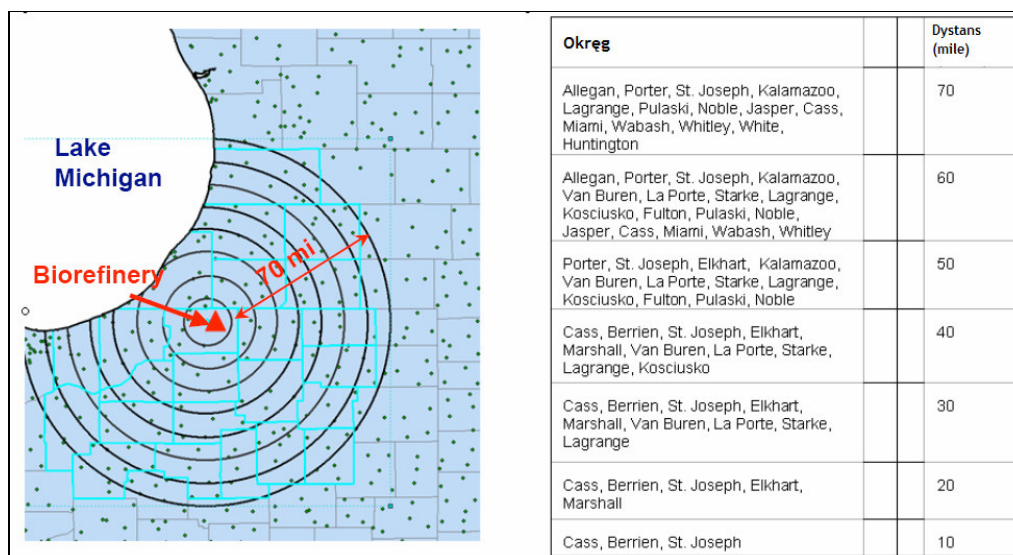 Lake
Michigan
Biorefinery
70 mi
Okręg
Dystans
(mile)
Allegan, Porter, St. Joseph, Kalamazoo,
Lagrange, Pulaski, Noble, Jasper, Cass,
Miami, Wabash, Whitley, White,
Huntington
70
Allegan, Porter, St. Joseph, Kalamazoo,
Van Buren, La Porte, Starke, Lagrange,
Kosciusko, Fulton, Pulaski, Noble,
Jasper, Cass, Miami, Wabash, Whitley
60
Porter, St. Joseph, Elkhart, Kalamazoo,
Van Buren, La Porte, Starke, Lagrange,
Kosciusko, Fulton, Pulaski, Noble
50
Cass, Berrien, St. Joseph, Elkhart,
Marshall, Van Buren, La Porte, Starke,
Lagrange, Kosciusko
40
Cass, Berrien, St. Joseph, Elkhart,
Marshall, Van Buren, La Porte, Starke,
Lagrange
30
Cass, Berrien, St. Joseph, Elkhart,
Marshall
20
Cass, Berrien, St. Joseph
10